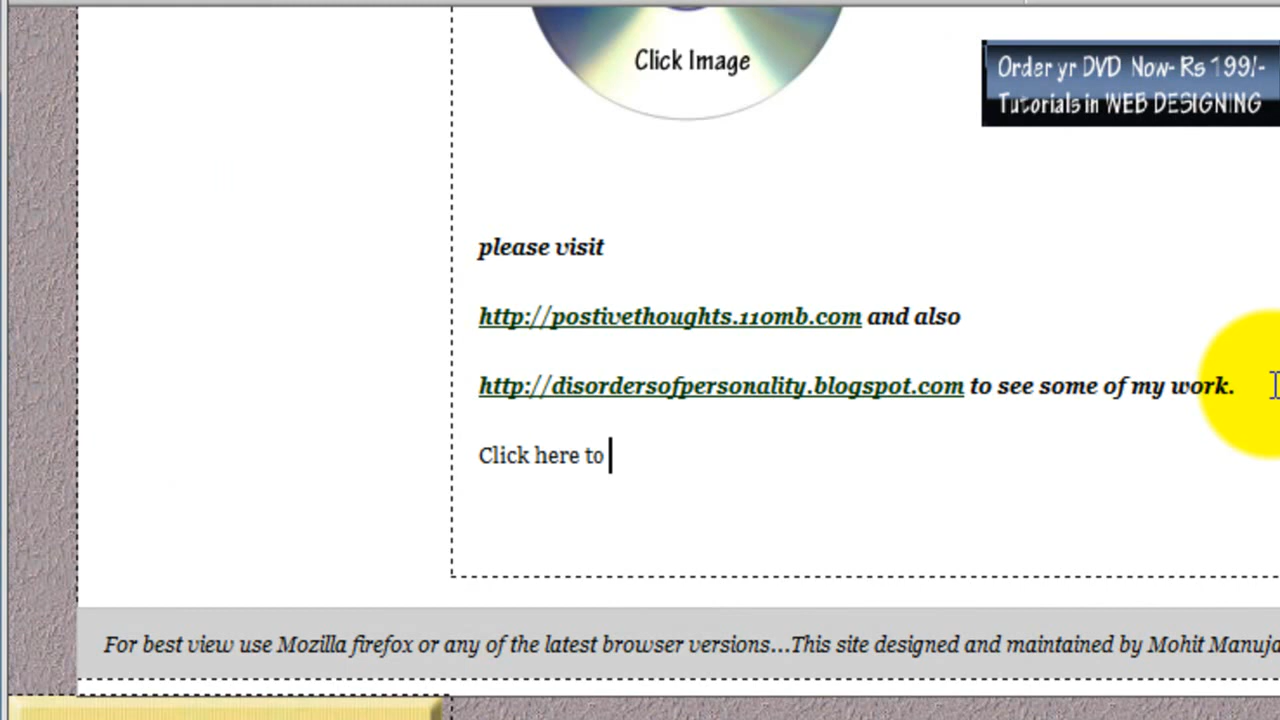 Click Image
Order yr DVD Now- Rs 199/-
Tutorials in WEB DESIGNING
please visit
http://postivethoughts.110mb.com and also
http://disordersofpersonality.blogspot.com to see some of my work.
Click here to
For best view use Mozilla firefox or any of the latest browser versions...This site designed and maintained by Mohit Manuja